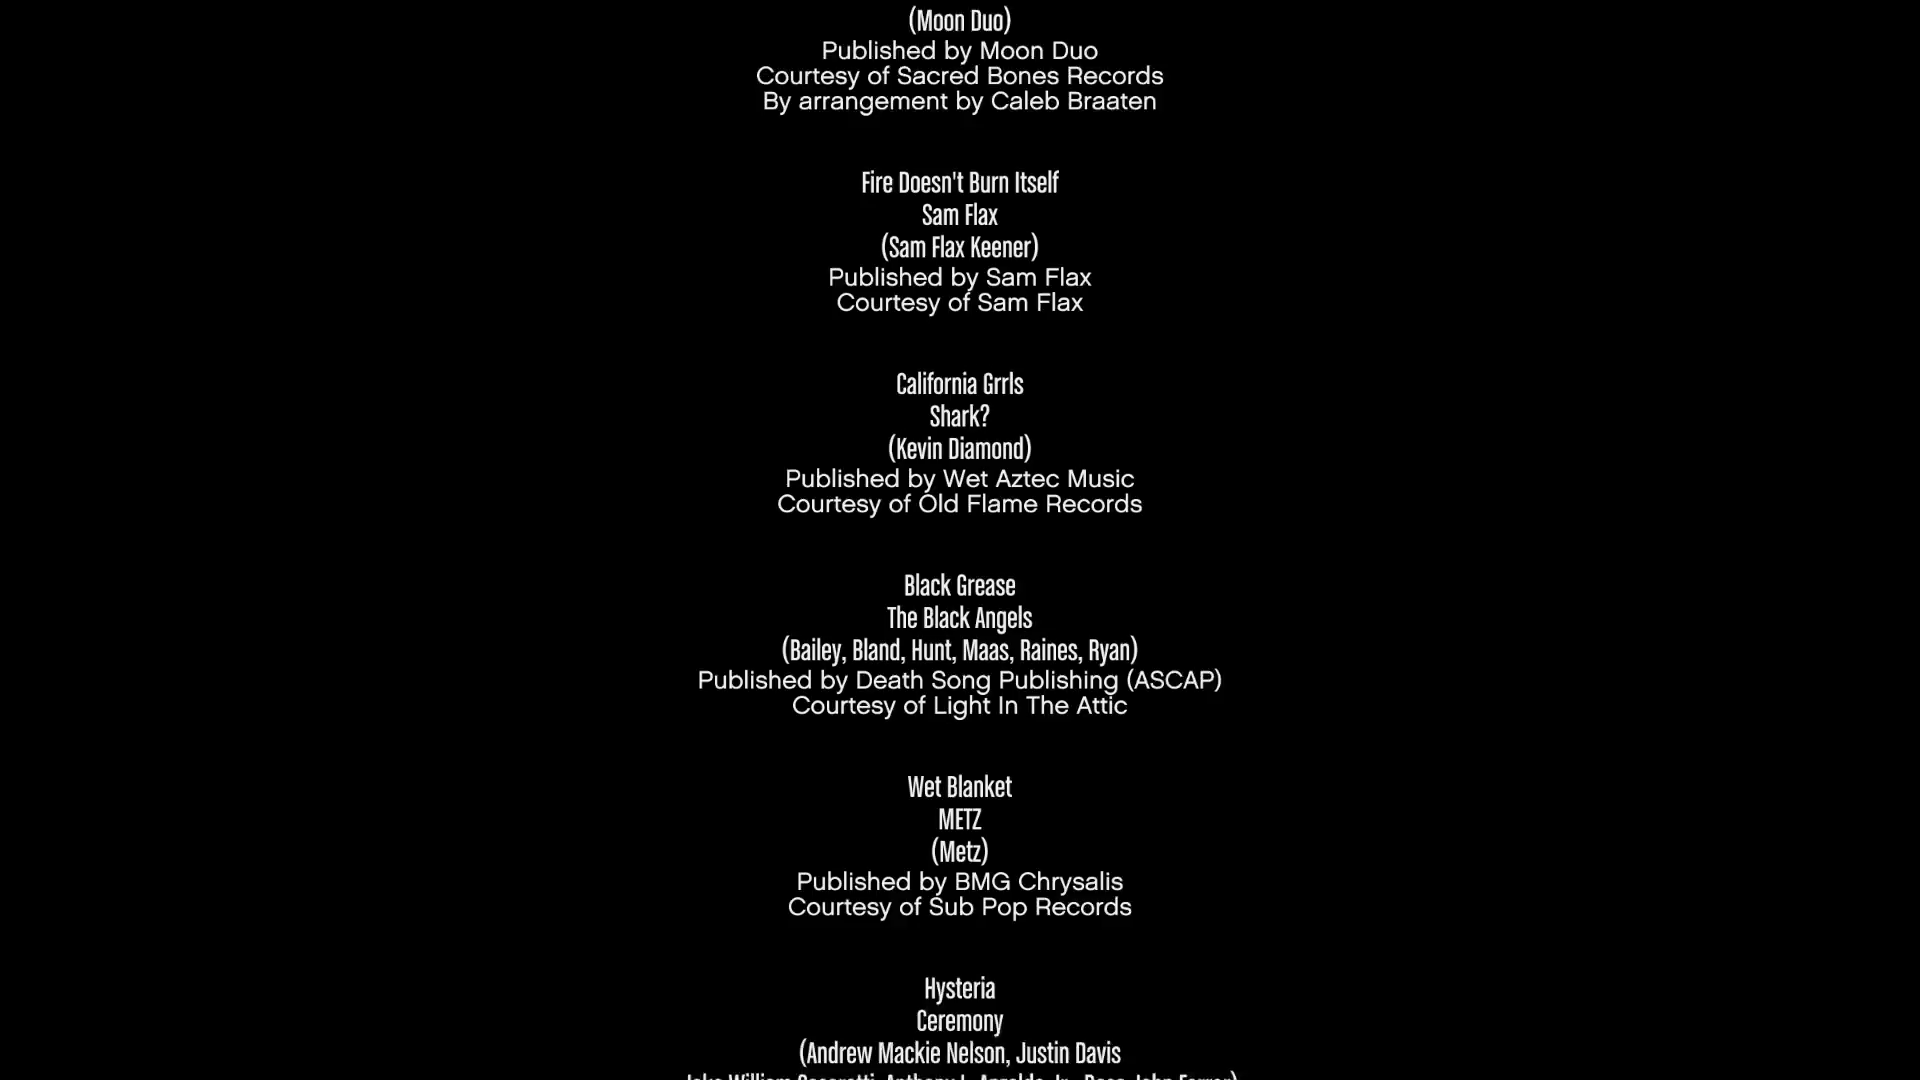 (Moon Duo)
Published by Moon Duo
Courtesy of Sacred Bones Records
By arrangement by Caleb Braaten
Fire Doesn't Burn Itself
Sam Flax
(Sam Flax Keener)
Published by Sam Flax
Courtesy of Sam Flax
California Grrls
Shark?
(Kevin Diamond)
Published by Wet Aztec Music
Courtesy of Old Flame Records
Black Grease
The Black Angels
(Bailey, Bland, Hunt, Maas, Raines, Ryan)
Published by Death Song Publishing (ASCAP)
Courtesy of Light In The Attic
Wet Blanket
METZ
(Metz)
Published by BMG Chrysalis
Courtesy of Sub Pop Records
Hysteria
Ceremony
(Andrew Mackie Nelson, Justin Davis